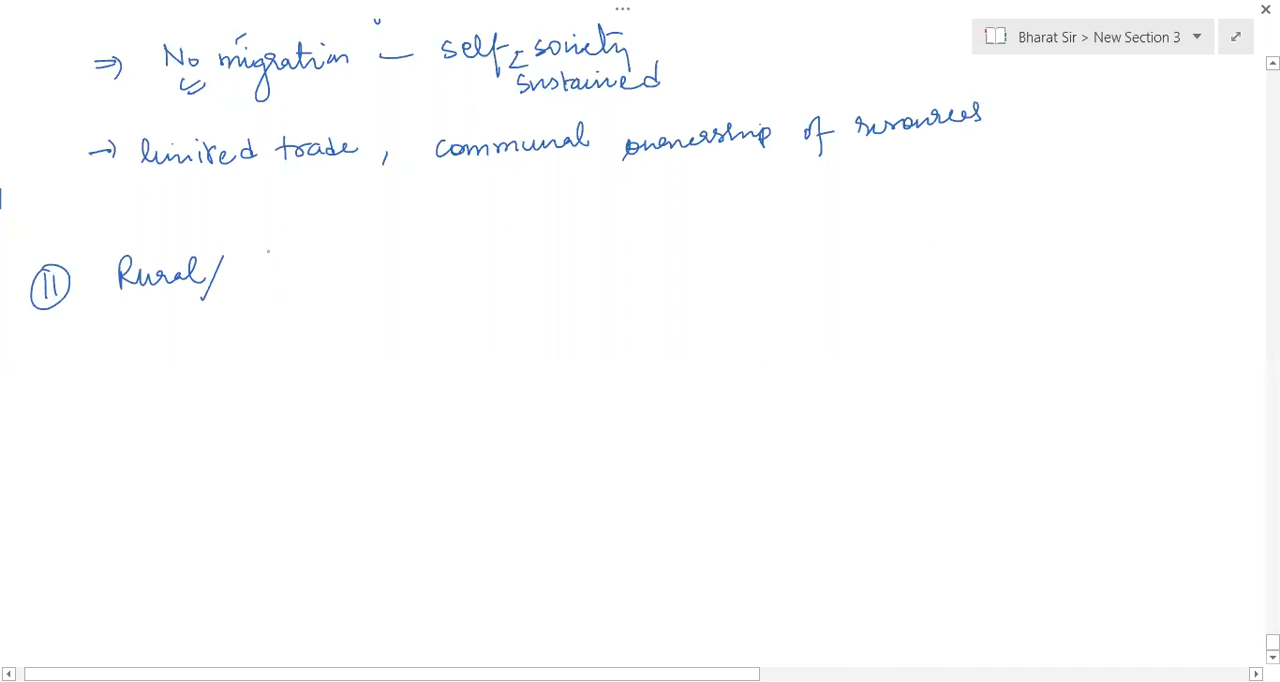 ...
Bharat Sir > New Section 3
⇒ No migration – self society
sustained
→ limited trade, communal ownership of resources
II Rural/